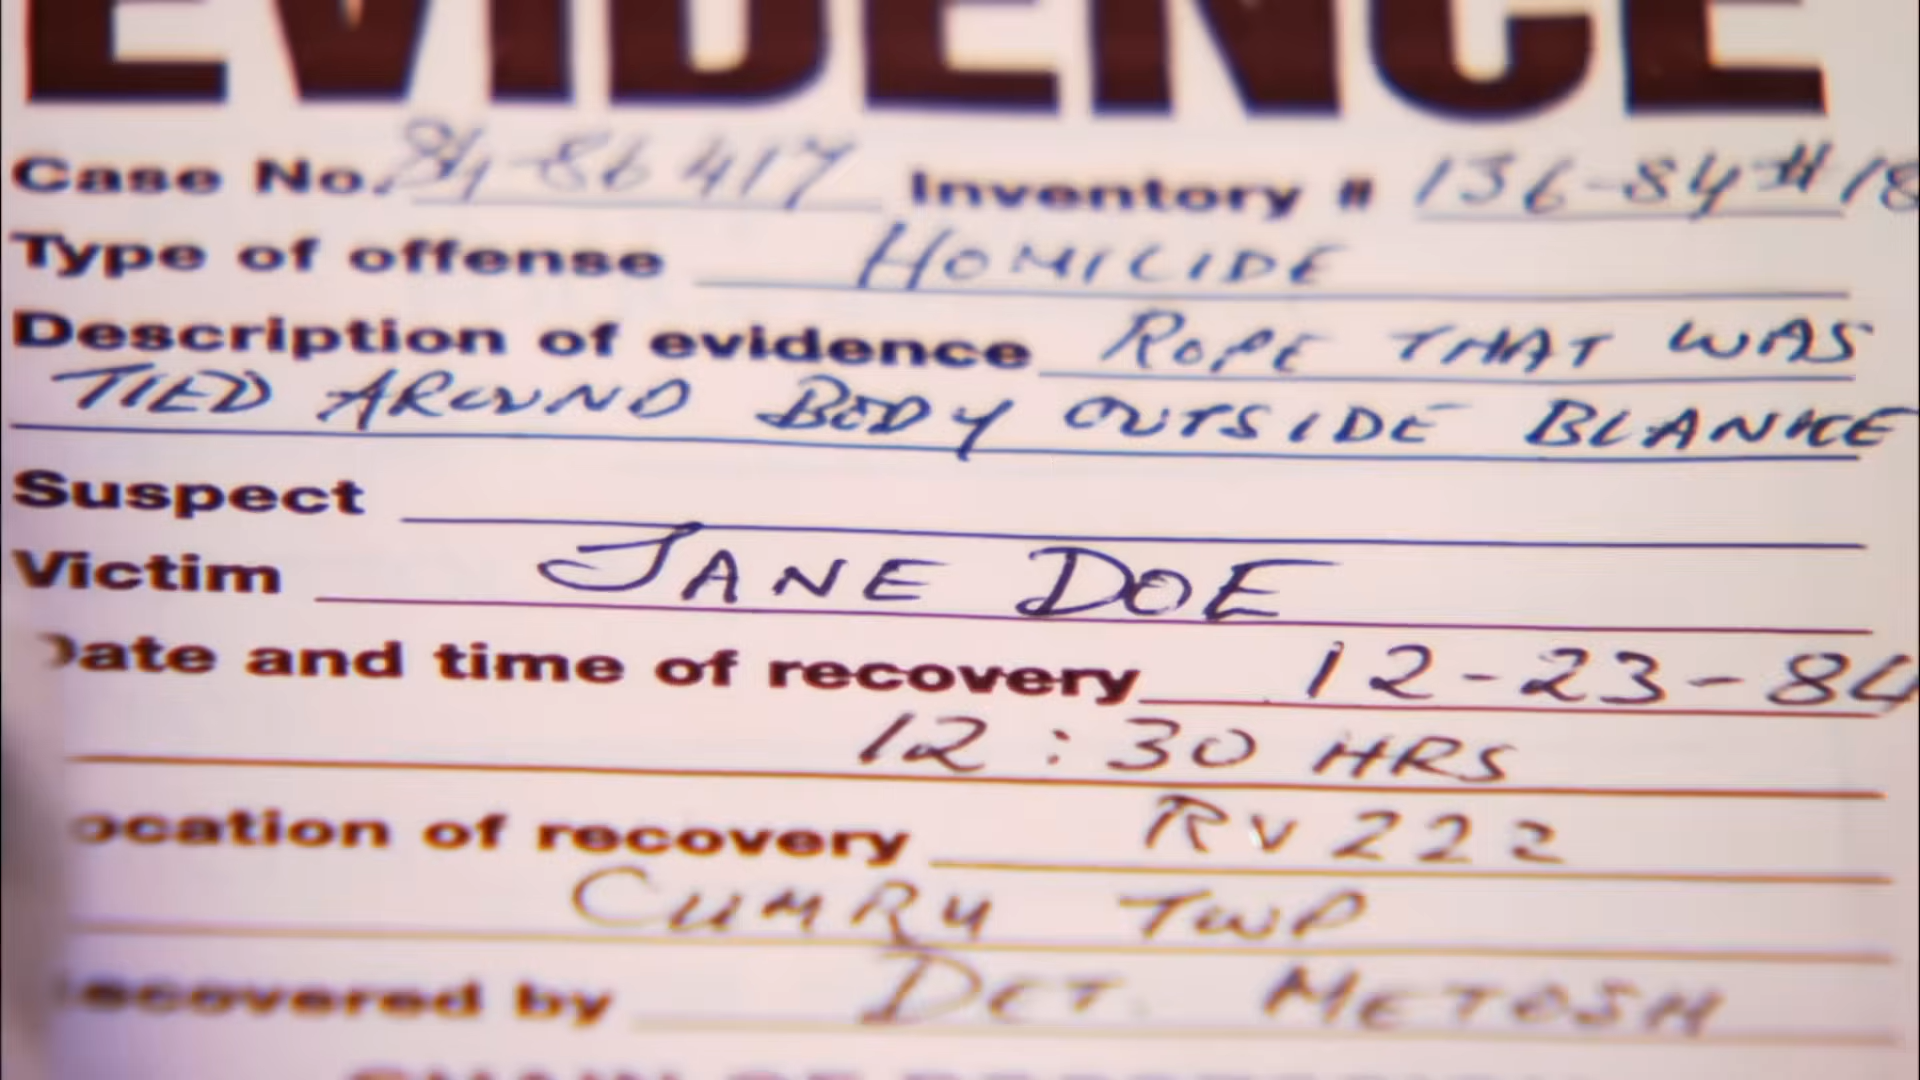 EVIDENCE
Case No. 84-86417 Inventory # 136-84 #18
Type of offense HOMICIDE
Description of evidence ROPE THAT WAS
TIED AROUND BODY OUTSIDE BLANKE
Suspect
Victim JANE DOE
Date and time of recovery 12-23-84
12:30 HRS
ocation of recovery RV 222
CUMRU TWP
ecovered by DET. METOSH